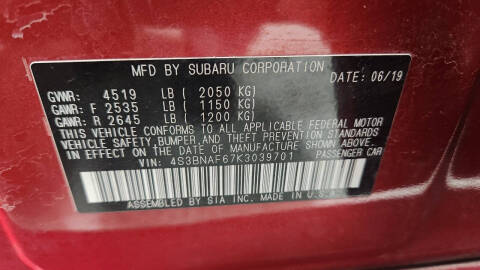 MFD BY SUBARU CORPORATION
DATE: 06/19
GVWR: 4519 LB ( 2050 KG)
GAWR: F 2535 LB ( 1150 KG)
GAWR: R 2645 LB ( 1200 KG)
THIS VEHICLE CONFORMS TO ALL APPLICABLE FEDERAL MOTOR
VEHICLE SAFETY, BUMPER, AND THEFT PREVENTION STANDARDS
IN EFFECT ON THE DATE OF MANUFACTURE SHOWN ABOVE.
VIN: 4S3BNAF67K3039701 PASSENGER CAR
ASSEMBLED BY SIA INC. MADE IN U.S.A.